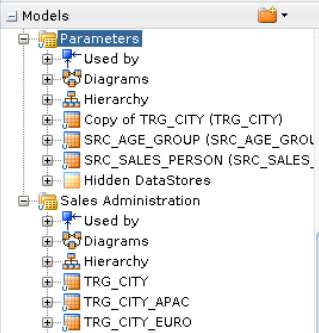 Models
Parameters
Used by
Diagrams
Hierarchy
Copy of TRG_CITY (TRG_CITY)
SRC_AGE_GROUP (SRC_AGE_GROU
SRC_SALES_PERSON (SRC_SALES_
Hidden DataStores
Sales Administration
Used by
Diagrams
Hierarchy
TRG_CITY
TRG_CITY_APAC
TRG_CITY_EURO